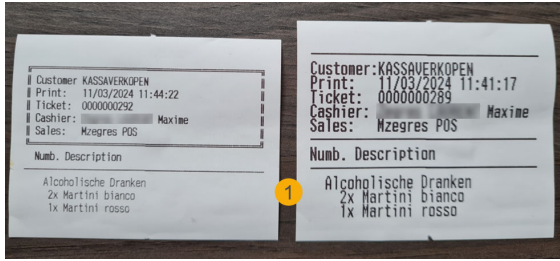 Customer KASSAVERKOPEN
Print: 11/03/2024 11:44:22
Ticket: 0000000292
Cashier: Maxime
Sales: Mzegres POS
Numb. Description
Alcoholische Dranken
2x Martini bianco
1x Martini rosso
1
Customer:KASSAVERKOPEN
Print: 11/03/2024 11:41:17
Ticket: 0000000289
Cashier: Maxime
Sales: Mzegres POS
Numb. Description
Alcoholische Dranken
2x Martini bianco
1x Martini rosso